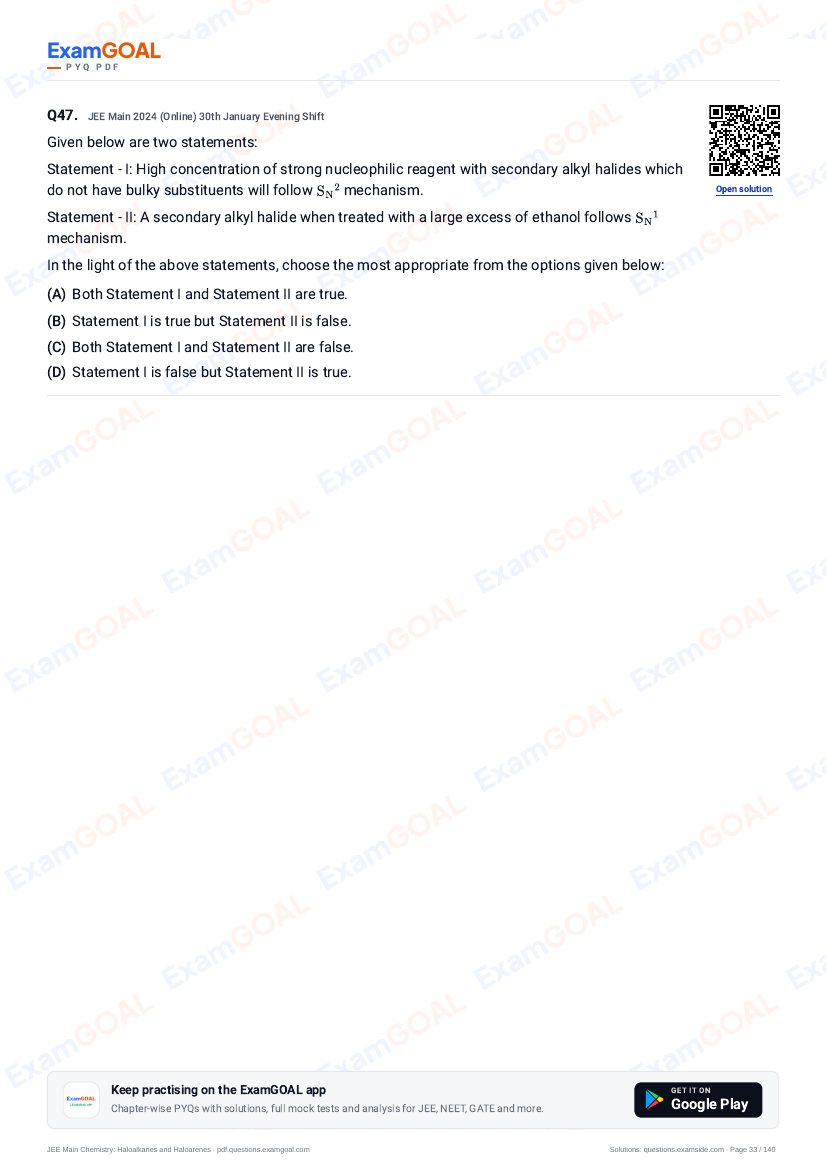 ExamGOAL
PYQ PDF
Q47. JEE Main 2024 (Online) 30th January Evening Shift
Given below are two statements:
Statement - I: High concentration of strong nucleophilic reagent with secondary alkyl halides which
do not have bulky substituents will follow S_N^2 mechanism.
Statement - II: A secondary alkyl halide when treated with a large excess of ethanol follows S_N^1
mechanism.
In the light of the above statements, choose the most appropriate from the options given below:
(A) Both Statement I and Statement II are true.
(B) Statement I is true but Statement II is false.
(C) Both Statement I and Statement II are false.
(D) Statement I is false but Statement II is true.
Open solution
Keep practising on the ExamGOAL app
Chapter-wise PYQs with solutions, full mock tests and analysis for JEE, NEET, GATE and more.
ExamGOAL
GET IT ON
Google Play
JEE Main Chemistry: Haloalkanes and Haloarenes · pdf.questions.examgoal.com
Solutions: questions.examside.com · Page 33 / 140